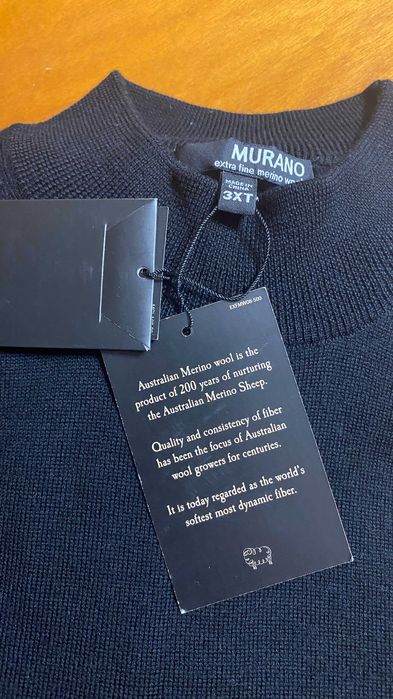 MURANO
extra fine merino
MADE IN
CHINA
3XT
EXFMW08-500
Australian Merino wool is the
product of 200 years of nurturing
the Australian Merino Sheep.
Quality and consistency of fiber
has been the focus of Australian
wool growers for centuries.
It is today regarded as the world's
softest most dynamic fiber.